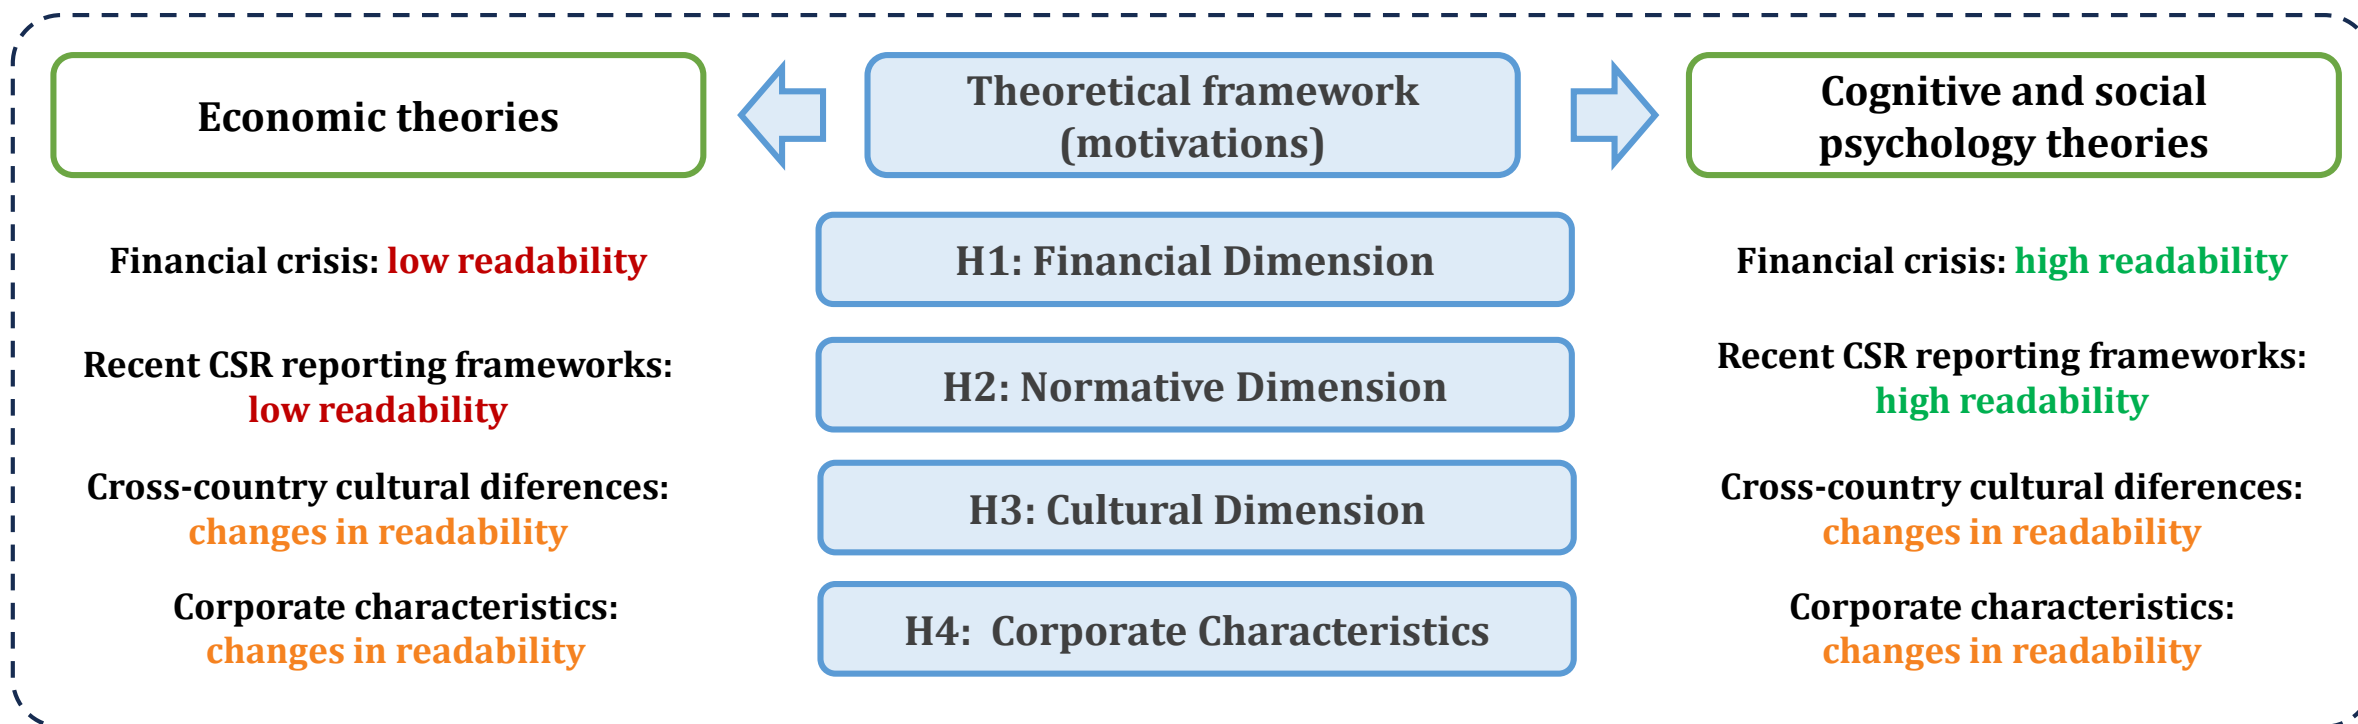 Economic theories
Theoretical framework
(motivations)
Cognitive and social
psychology theories
Financial crisis: low readability
H1: Financial Dimension
Financial crisis: high readability
Recent CSR reporting frameworks:
low readability
H2: Normative Dimension
Recent CSR reporting frameworks:
high readability
Cross-country cultural diferences:
changes in readability
H3: Cultural Dimension
Cross-country cultural diferences:
changes in readability
Corporate characteristics:
changes in readability
H4:  Corporate Characteristics
Corporate characteristics:
changes in readability